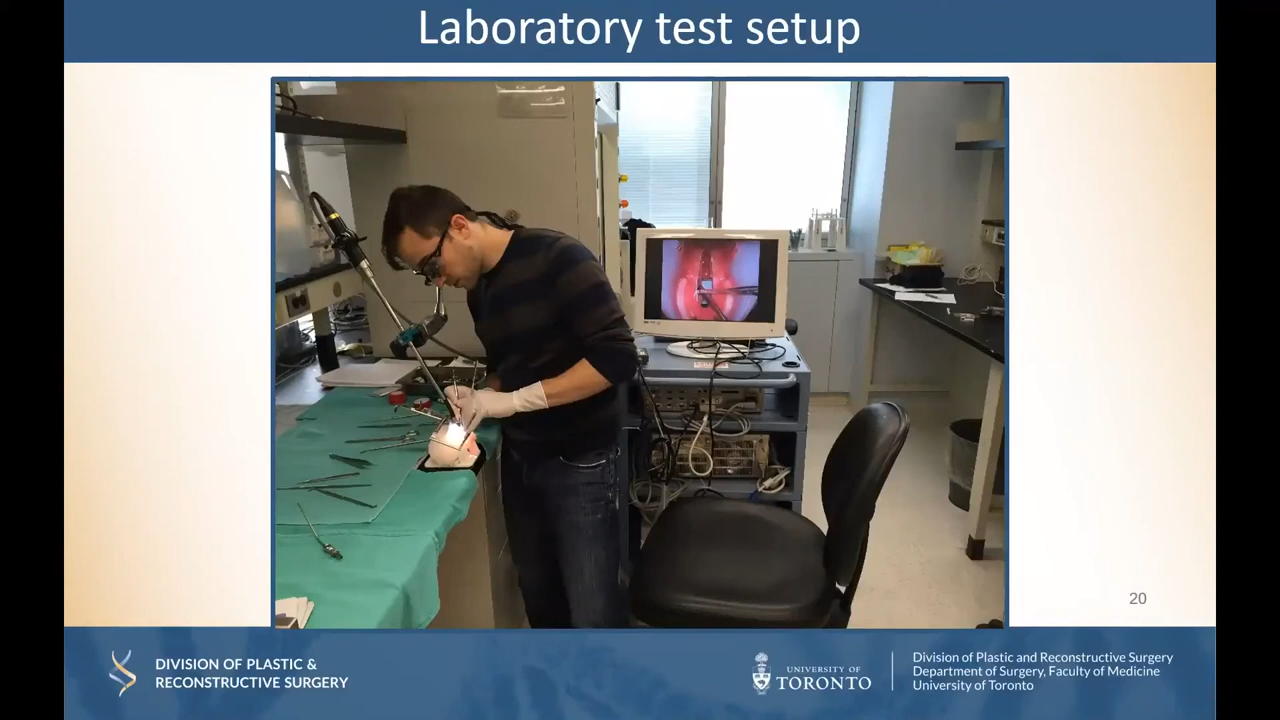 Laboratory test setup
20
DIVISION OF PLASTIC &
RECONSTRUCTIVE SURGERY
UNIVERSITY OF
TORONTO
Division of Plastic and Reconstructive Surgery
Department of Surgery, Faculty of Medicine
University of Toronto